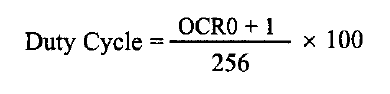 Duty Cycle = (OCR0 + 1) / 256 × 100